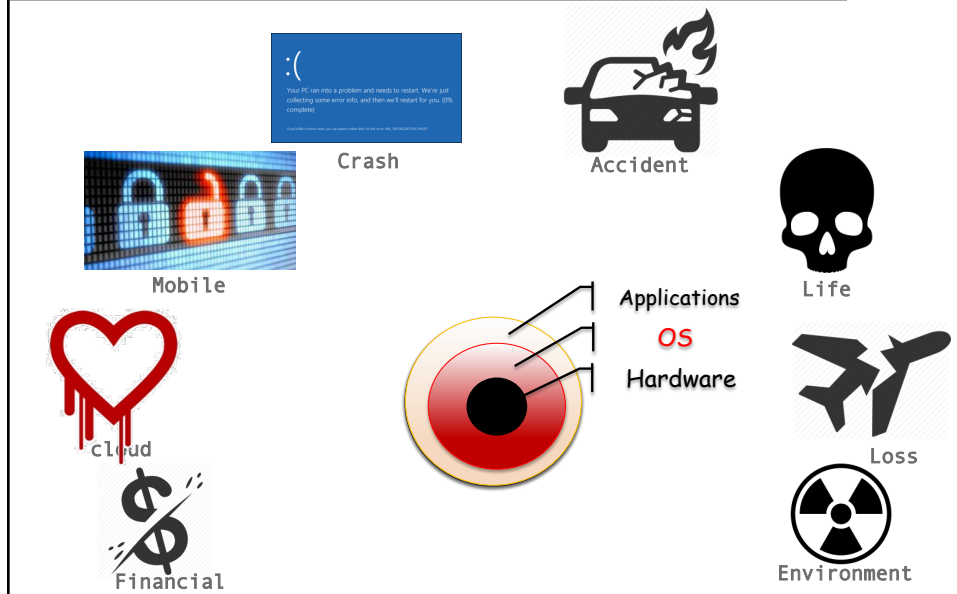 :(
Your PC ran into a problem and needs to restart. We're just
collecting some error info, and then we'll restart for you. (0%
complete)
Crash
Accident
Mobile
Life
Applications
OS
Hardware
cloud
Loss
Financial
Environment